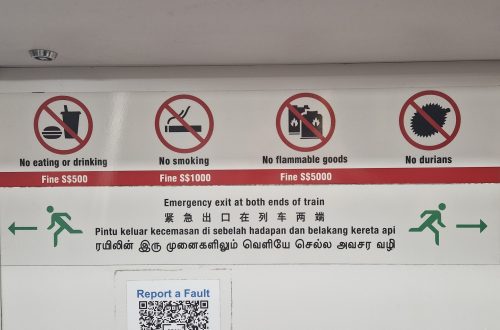 No eating or drinking
No smoking
No flammable goods
No durians
Fine S$500
Fine S$1000
Fine S$5000
Emergency exit at both ends of train
紧急出口在列车两端
Pintu keluar kecemasan di sebelah hadapan dan belakang kereta api
ரயிலின் இரு முனைகளிலும் வெளியே செல்ல அவசர வழி
Report a Fault